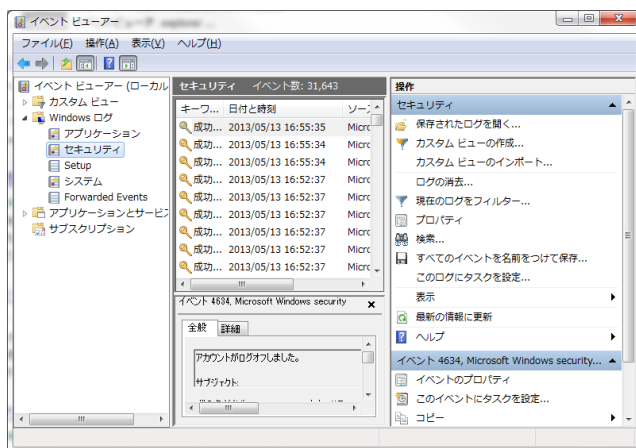 イベント ビューアー
ファイル(F) 操作(A) 表示(V) ヘルプ(H)
イベント ビューアー (ローカル
カスタム ビュー
Windows ログ
アプリケーション
セキュリティ
Setup
システム
Forwarded Events
アプリケーションとサービス
サブスクリプション
セキュリティ イベント数: 31,643
キーワ... 日付と時刻 ソース
成功... 2013/05/13 16:55:35 Micro
成功... 2013/05/13 16:55:34 Micro
成功... 2013/05/13 16:55:34 Micro
成功... 2013/05/13 16:52:37 Micro
成功... 2013/05/13 16:52:37 Micro
成功... 2013/05/13 16:52:37 Micro
成功... 2013/05/13 16:52:37 Micro
成功... 2013/05/13 16:52:37 Micro
成功... 2013/05/13 16:52:37 Micro
イベント 4634, Microsoft Windows security
全般 詳細
アカウントがログオフしました。
サブジェクト:
操作
セキュリティ
保存されたログを開く...
カスタム ビューの作成...
カスタム ビューのインポート...
ログの消去...
現在のログをフィルター...
プロパティ
検索...
すべてのイベントを名前をつけて保存...
このログにタスクを設定...
表示
最新の情報に更新
ヘルプ
イベント 4634, Microsoft Windows security...
イベントのプロパティ
このイベントにタスクを設定...
コピー